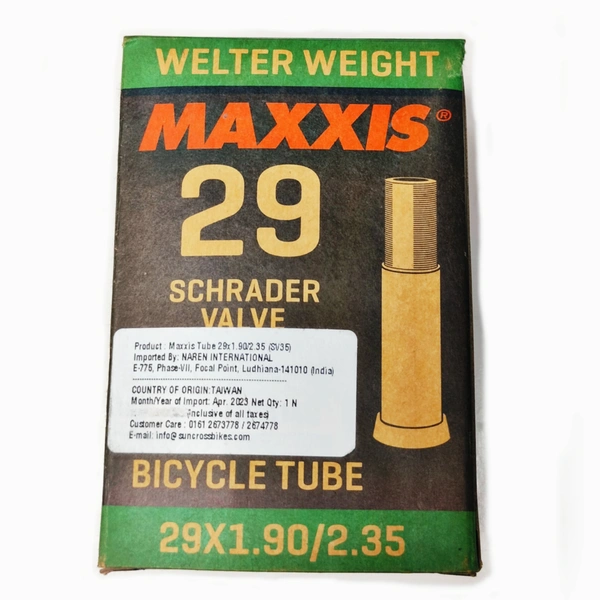 WELTER WEIGHT
MAXXIS®
29
SCHRADER
VALVE
Product : Maxxis Tube 29x1.90/2.35 (SV35)
Imported By: NAREN INTERNATIONAL
E-776, Phase-VII, Focal Point, Ludhiana-141010 (India)
COUNTRY OF ORIGIN:TAIWAN
Month/Year of Import: Apr. 2023 Net Qty: 1 N
(Inclusive of all taxes)
Customer Care : 0161 2673778 / 2674778
E-mail: info@suncrossbikes.com
BICYCLE TUBE
29X1.90/2.35